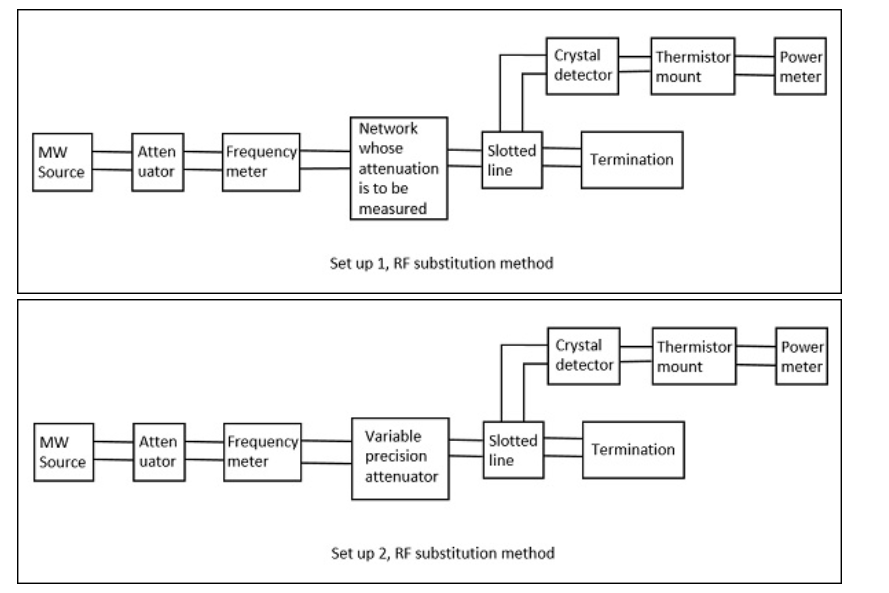 Crystal
detector
Thermistor
mount
Power
meter
MW
Source
Atten
uator
Frequency
meter
Network
whose
attenuation
is to be
measured
Slotted
line
Termination
Set up 1, RF substitution method
Crystal
detector
Thermistor
mount
Power
meter
MW
Source
Atten
uator
Frequency
meter
Variable
precision
attenuator
Slotted
line
Termination
Set up 2, RF substitution method